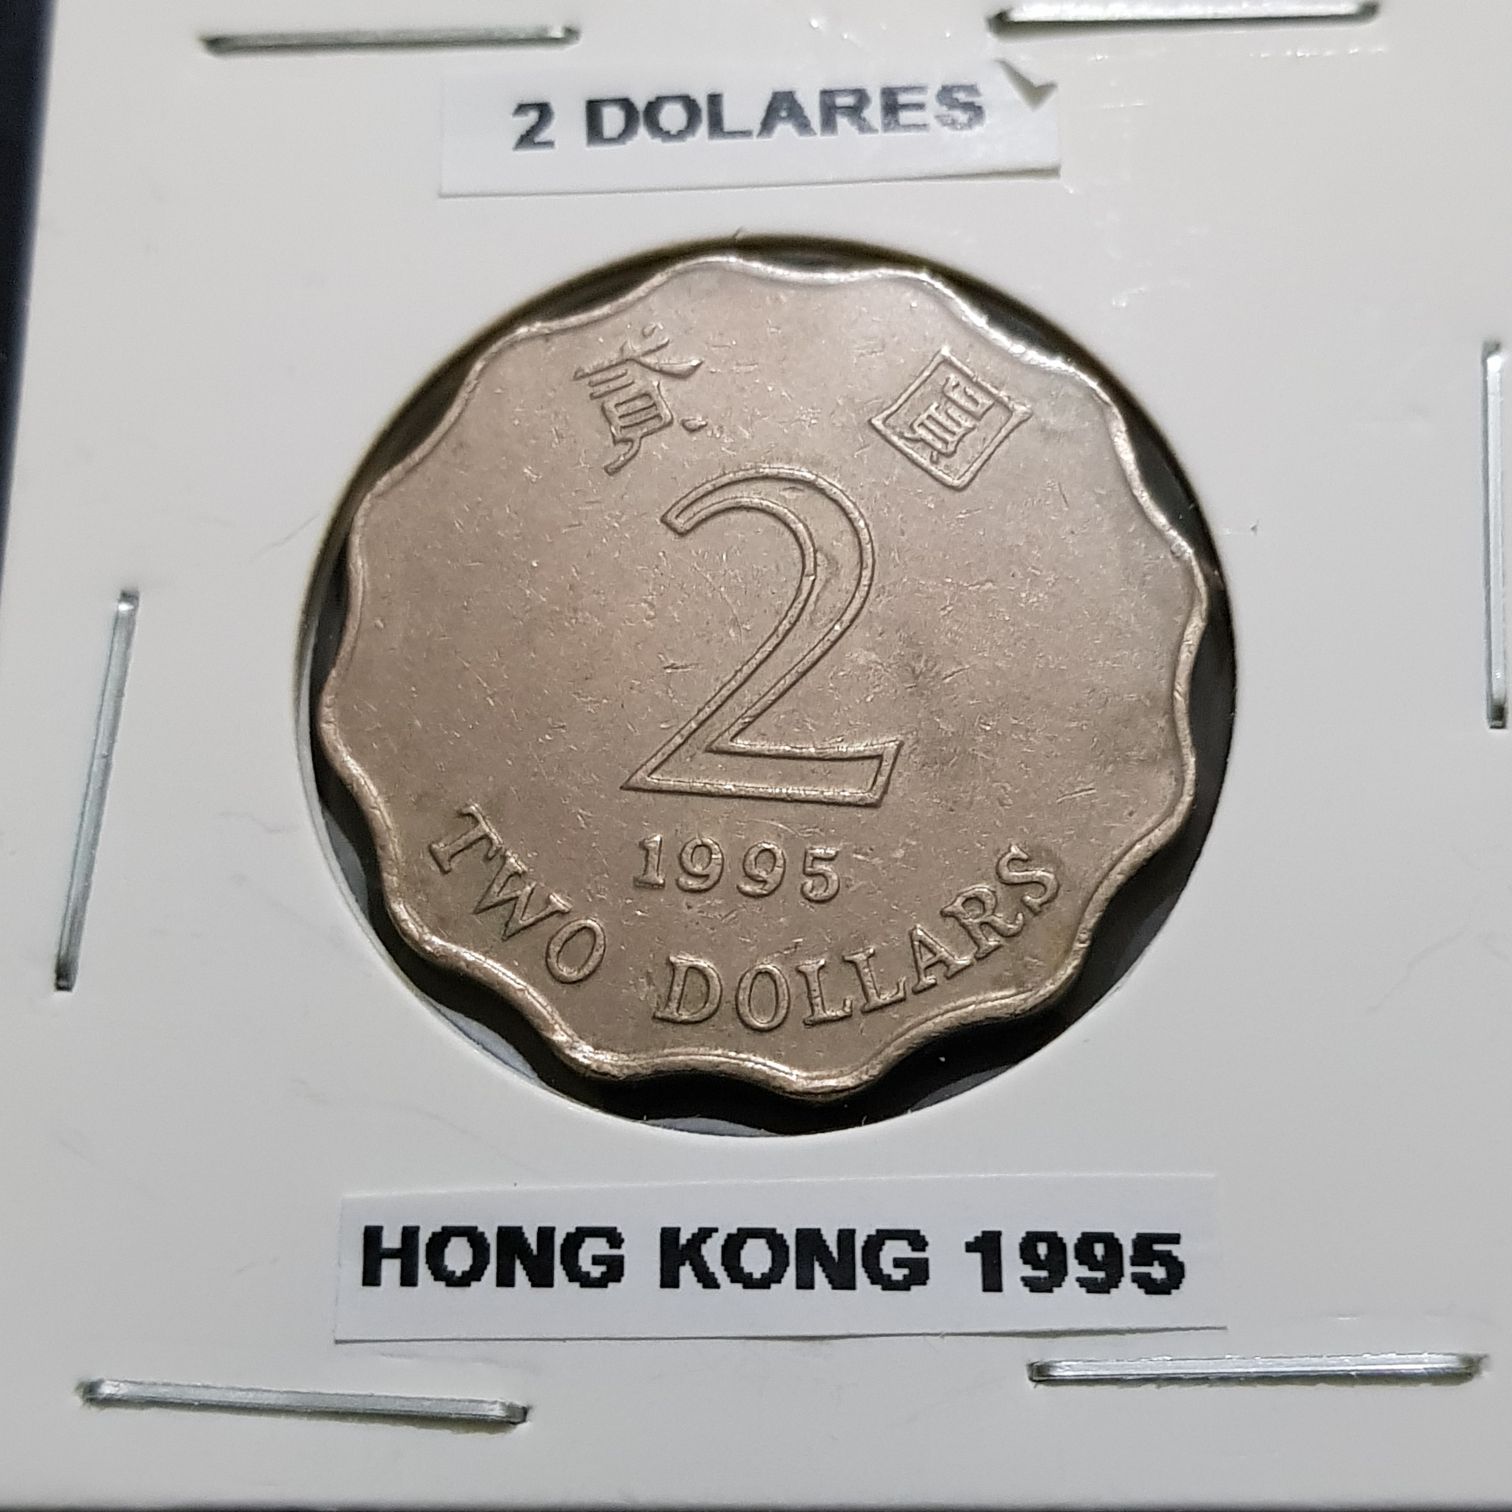 2 DOLARES
貳 圓
2
1995
TWO DOLLARS
HONG KONG 1995